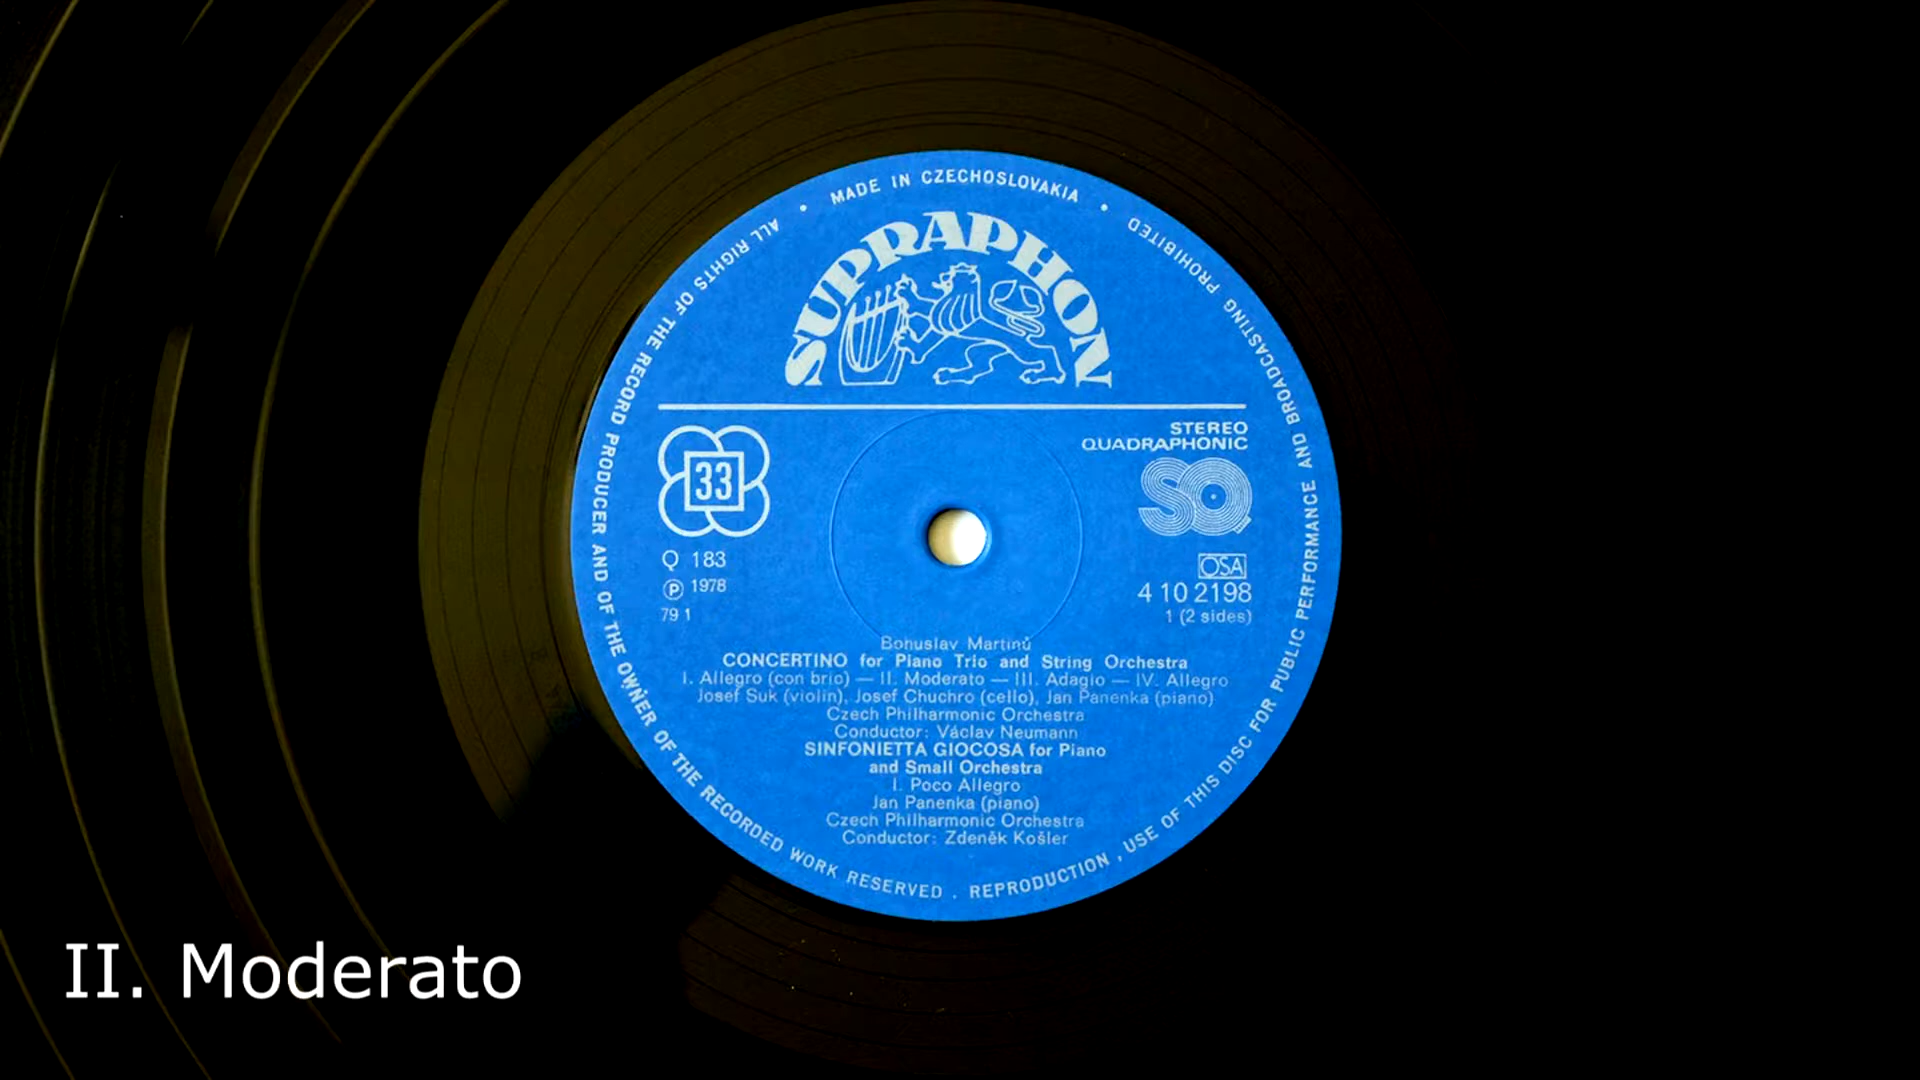 MADE IN CZECHOSLOVAKIA
ALL RIGHTS OF THE RECORD PRODUCER AND OF THE OWNER OF THE RECORDED WORK RESERVED . REPRODUCTION , USE OF THIS DISC FOR PUBLIC PERFORMANCE AND BROADCASTING PROHIBITED
SUPRAPHON
STEREO
QUADRAPHONIC
33
SQ
Q 183
Ⓟ 1978
79 1
OSA
4 10 2198
1 (2 sides)
Bohuslav Martinů
CONCERTINO for Piano Trio and String Orchestra
I. Allegro (con brio) — II. Moderato — III. Adagio — IV. Allegro
Josef Suk (violin), Josef Chuchro (cello), Jan Panenka (piano)
Czech Philharmonic Orchestra
Conductor: Václav Neumann
SINFONIETTA GIOCOSA for Piano
and Small Orchestra
I. Poco Allegro
Jan Panenka (piano)
Czech Philharmonic Orchestra
Conductor: Zdeněk Košler
II. Moderato